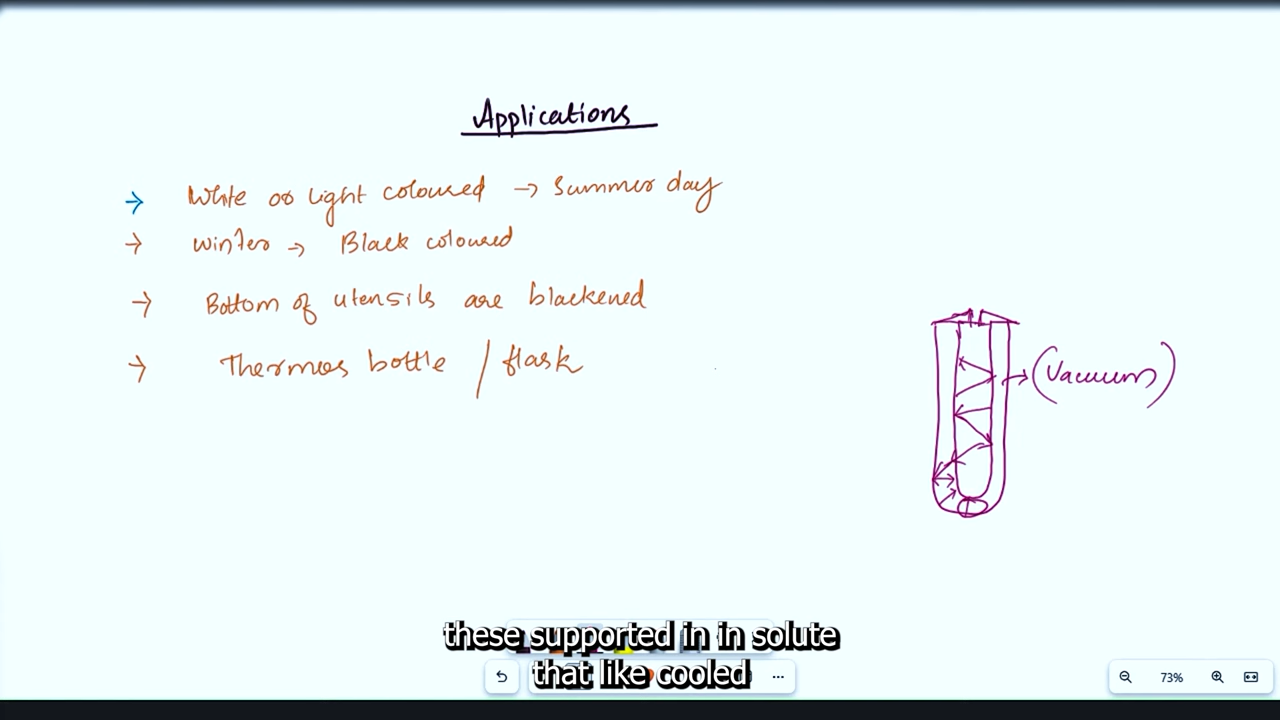 Applications
→ White or light coloured → Summer day
→ winter → Black coloured
→ Bottom of utensils are blackened
→ Thermos bottle / flask
→ (Vacuum)
these supported in in solute
that like cooled
73%